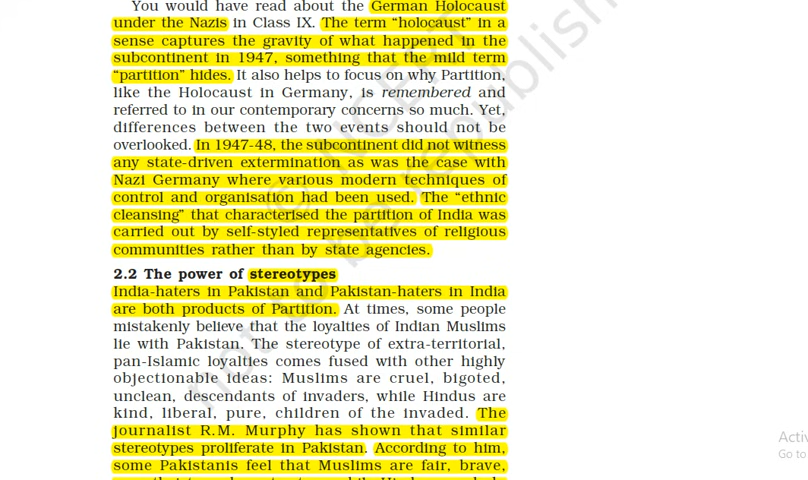 You would have read about the German Holocaust
under the Nazis in Class IX. The term “holocaust” in a
sense captures the gravity of what happened in the
subcontinent in 1947, something that the mild term
“partition” hides. It also helps to focus on why Partition,
like the Holocaust in Germany, is remembered and
referred to in our contemporary concerns so much. Yet,
differences between the two events should not be
overlooked. In 1947-48, the subcontinent did not witness
any state-driven extermination as was the case with
Nazi Germany where various modern techniques of
control and organisation had been used. The “ethnic
cleansing” that characterised the partition of India was
carried out by self-styled representatives of religious
communities rather than by state agencies.
2.2 The power of stereotypes
India-haters in Pakistan and Pakistan-haters in India
are both products of Partition. At times, some people
mistakenly believe that the loyalties of Indian Muslims
lie with Pakistan. The stereotype of extra-territorial,
pan-Islamic loyalties comes fused with other highly
objectionable ideas: Muslims are cruel, bigoted,
unclean, descendants of invaders, while Hindus are
kind, liberal, pure, children of the invaded. The
journalist R.M. Murphy has shown that similar
stereotypes proliferate in Pakistan. According to him,
some Pakistanis feel that Muslims are fair, brave,
© NCERT
not to be republish
Activ
Go to